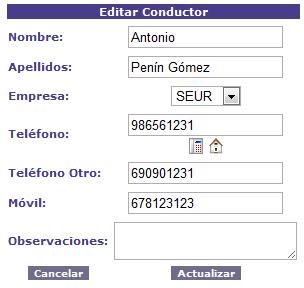 Editar Conductor
Nombre: Antonio
Apellidos: Penín Gómez
Empresa: SEUR
Teléfono: 986561231
Teléfono Otro: 690901231
Móvil: 678123123
Observaciones:
Cancelar Actualizar